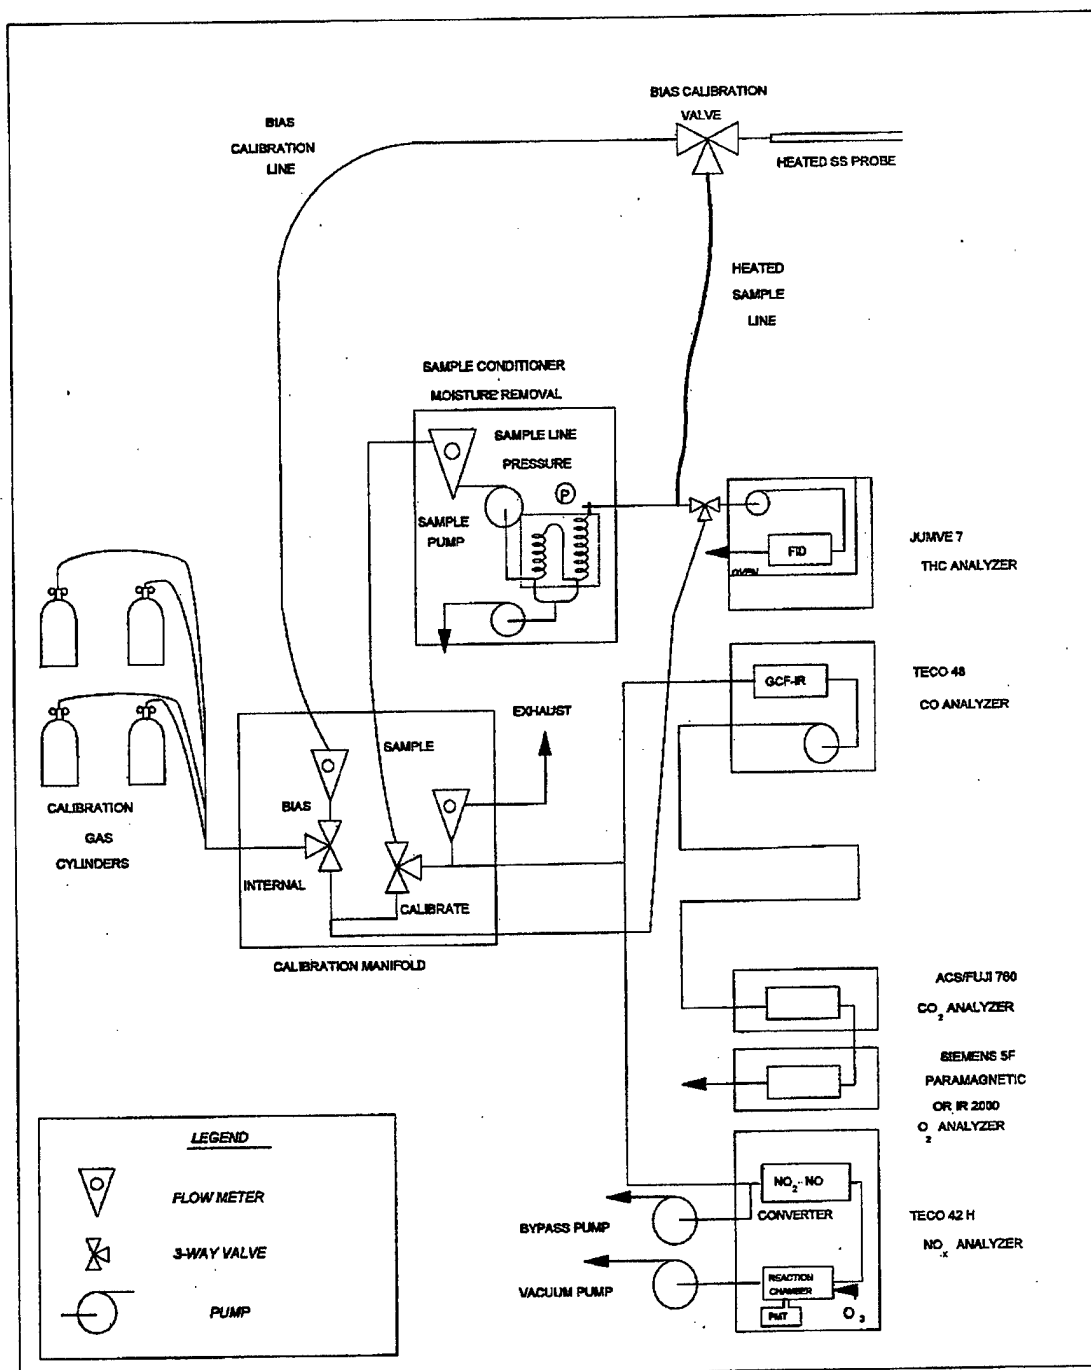 BIAS CALIBRATION
VALVE
BIAS
CALIBRATION
LINE
HEATED SS PROBE
HEATED
SAMPLE
LINE
SAMPLE CONDITIONER
MOISTURE REMOVAL
SAMPLE LINE
PRESSURE
P
SAMPLE
PUMP
FID
OVEN
JUMVE 7
THC ANALYZER
GCF-IR
TECO 48
CO ANALYZER
EXHAUST
SAMPLE
BIAS
INTERNAL
CALIBRATE
CALIBRATION
GAS
CYLINDERS
CALIBRATION MANIFOLD
ACS/FUJI 760
CO2 ANALYZER
SIEMENS 5F
PARAMAGNETIC
OR IR 2000
O2 ANALYZER
LEGEND
FLOW METER
3-WAY VALVE
PUMP
NO2-NO
CONVERTER
BYPASS PUMP
VACUUM PUMP
TECO 42 H
NOX ANALYZER
REACTION
CHAMBER
PMT
O3